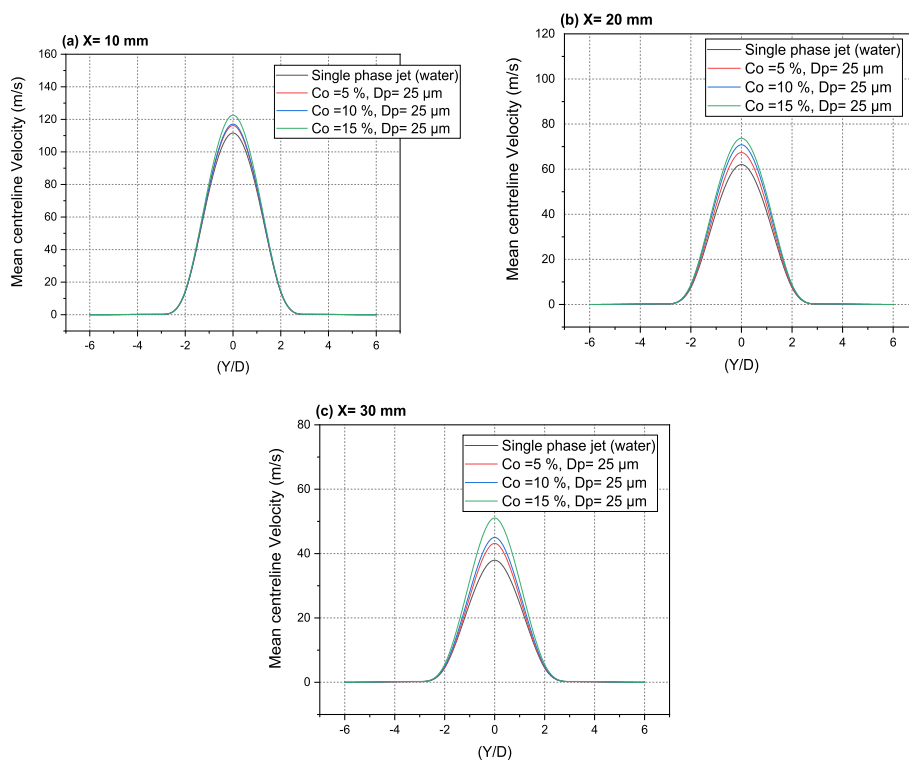 (a) X= 10 mm
Mean centreline Velocity (m/s)
160
140
120
100
80
60
40
20
0
-6 -4 -2 0 2 4 6
(Y/D)
Single phase jet (water)
Co =5 %, Dp= 25 µm
Co =10 %, Dp= 25 µm
Co =15 %, Dp= 25 µm
(b) X= 20 mm
Mean centreline Velocity (m/s)
120
100
80
60
40
20
0
-6 -4 -2 0 2 4 6
(Y/D)
Single phase jet (water)
Co =5 %, Dp= 25 µm
Co =10 %, Dp= 25 µm
Co =15 %, Dp= 25 µm
(c) X= 30 mm
Mean centreline Velocity (m/s)
80
60
40
20
0
-6 -4 -2 0 2 4 6
(Y/D)
Single phase jet (water)
Co =5 %, Dp= 25 µm
Co =10 %, Dp= 25 µm
Co =15 %, Dp= 25 µm